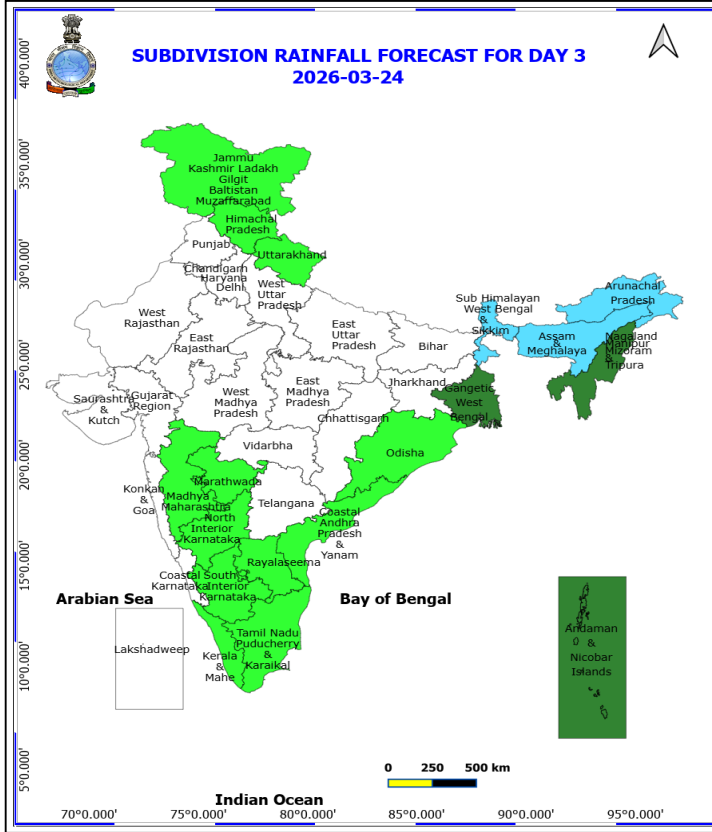 SUBDIVISION RAINFALL FORECAST FOR DAY 3
2026-03-24
40°0.000'
35°0.000'
30°0.000'
25°0.000'
20°0.000'
15°0.000'
10°0.000'
5°0.000'
Jammu
Kashmir Ladakh
Gilgit
Baltistan
Muzaffarabad
Himachal
Pradesh
Punjab
Uttarakhand
Chandigarh
Haryana
Delhi
West
Uttar
Pradesh
West
Rajasthan
East
Rajasthan
East
Uttar
Pradesh
Bihar
Sub Himalayan
West Bengal
&
Sikkim
Arunachal
Pradesh
Assam
&
Meghalaya
Nagaland
Manipur
Mizoram
&
Tripura
Saurashtra
&
Kutch
Gujarat
Region
West
Madhya
Pradesh
East
Madhya
Pradesh
Jharkhand
Gangetic
West
Bengal
Chhattisgarh
Vidarbha
Odisha
Konkan
&
Goa
Marathwada
Madhya
Maharashtra
Telangana
North
Interior
Karnataka
Coastal
Andhra
Pradesh
&
Yanam
Rayalaseema
Coastal
Karnataka
South
Interior
Karnataka
Arabian Sea
Bay of Bengal
Lakshadweep
Kerala
&
Mahe
Tamil Nadu
Puducherry
&
Karaikal
Andaman
&
Nicobar
Islands
0 250 500 km
Indian Ocean
70°0.000' 75°0.000' 80°0.000' 85°0.000' 90°0.000' 95°0.000'